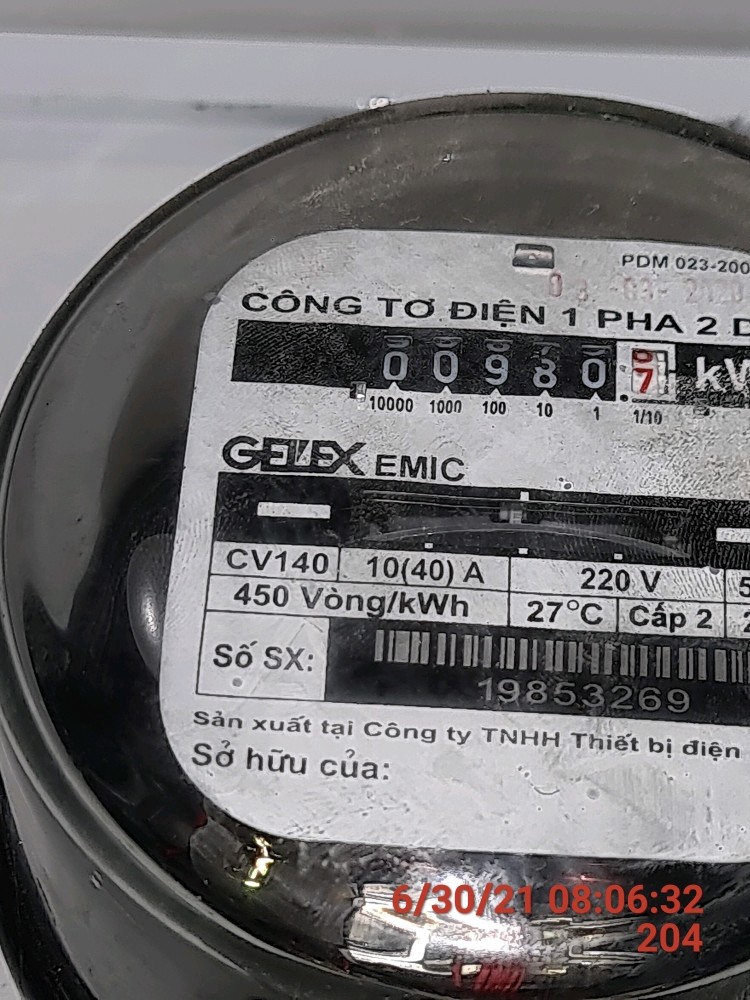 PDM 023-200
CÔNG TƠ ĐIỆN 1 PHA 2 D
0 0 9 8 0 7 kW
10000 1000 100 10 1 1/10
GELEX EMIC
CV140 10(40) A 220 V 5
450 Vòng/kWh 27°C Cấp 2 2
Số SX:
19853269
Sản xuất tại Công ty TNHH Thiết bị điện
Sở hữu của:
6/30/21 08:06:32
204